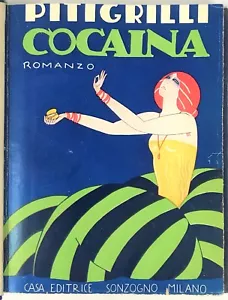 PITIGRILLI
COCAINA
ROMANZO
CASA EDITRICE SONZOGNO MILANO